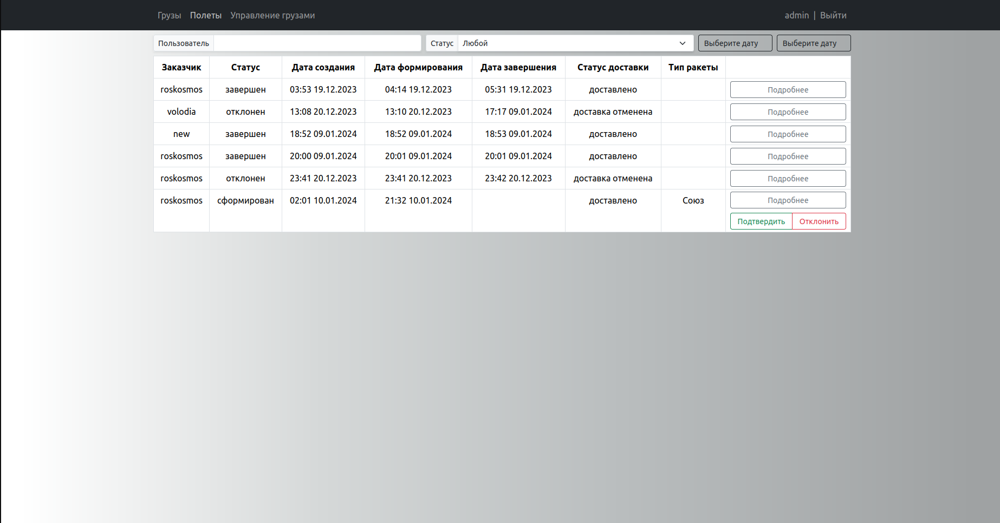 Грузы Полеты Управление грузами admin | Выйти
Пользователь Статус Любой Выберите дату Выберите дату
Заказчик Статус Дата создания Дата формирования Дата завершения Статус доставки Тип ракеты
roskosmos завершен 03:53 19.12.2023 04:14 19.12.2023 05:31 19.12.2023 доставлено Подробнее
volodia отклонен 13:08 20.12.2023 13:10 20.12.2023 17:17 09.01.2024 доставка отменена Подробнее
new завершен 18:52 09.01.2024 18:52 09.01.2024 18:53 09.01.2024 доставлено Подробнее
roskosmos завершен 20:00 09.01.2024 20:01 09.01.2024 20:01 09.01.2024 доставлено Подробнее
roskosmos отклонен 23:41 20.12.2023 23:41 20.12.2023 23:42 20.12.2023 доставка отменена Подробнее
roskosmos сформирован 02:01 10.01.2024 21:32 10.01.2024 доставлено Союз Подробнее
Подтвердить Отклонить